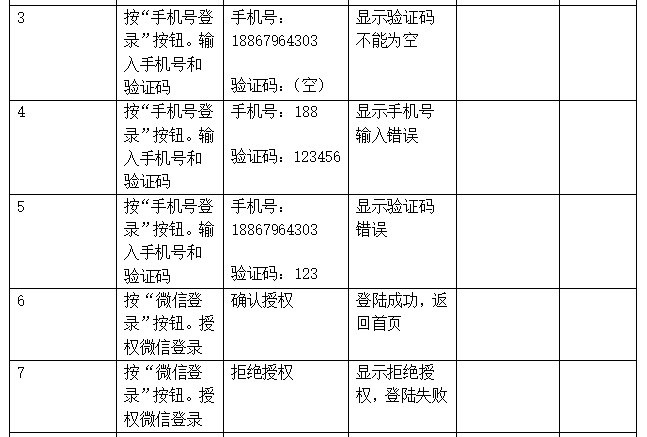 3
按“手机号登
录”按钮。输
入手机号和
验证码
手机号：
18867964303
验证码：（空）
显示验证码
不能为空
4
按“手机号登
录”按钮。输
入手机号和
验证码
手机号：188
验证码：123456
显示手机号
输入错误
5
按“手机号登
录”按钮。输
入手机号和
验证码
手机号：
18867964303
验证码：123
显示验证码
错误
6
按“微信登
录”按钮。授
权微信登录
确认授权
登陆成功，返
回首页
7
按“微信登
录”按钮。授
权微信登录
拒绝授权
显示拒绝授
权，登陆失败